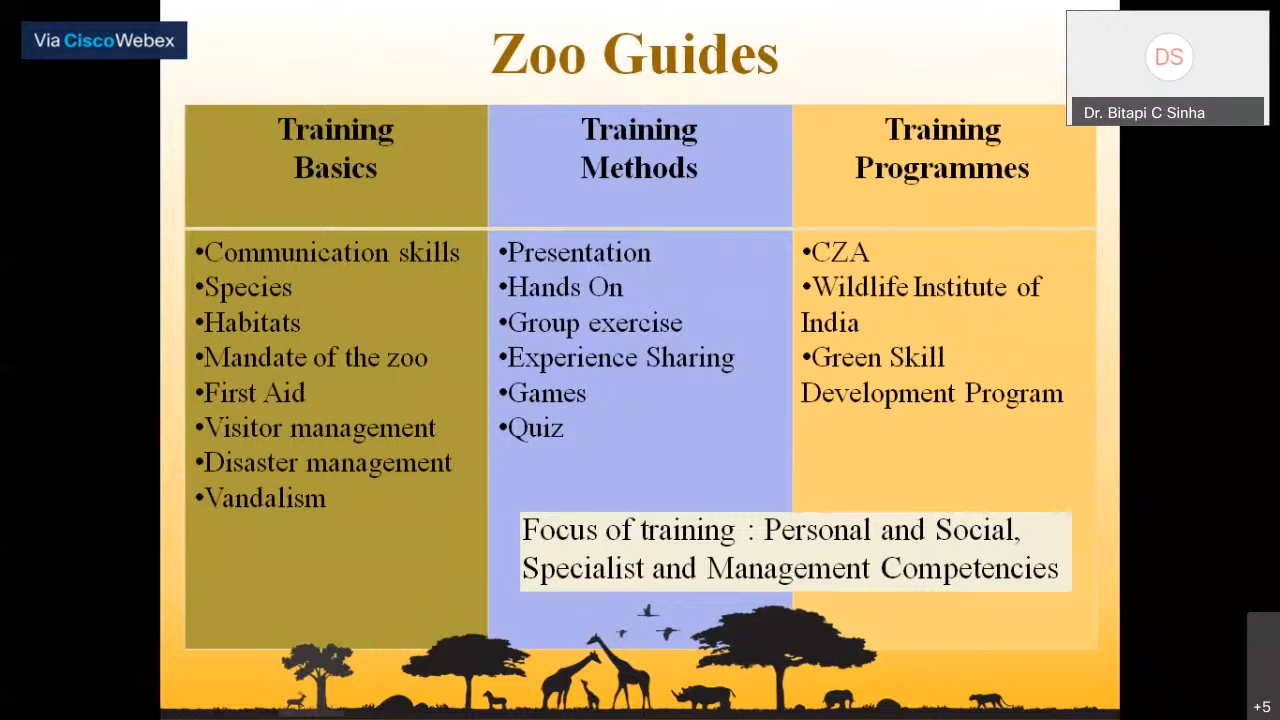 Via CiscoWebex
Zoo Guides
DS
Dr. Bitapi C Sinha
Training
Basics
•Communication skills
•Species
•Habitats
•Mandate of the zoo
•First Aid
•Visitor management
•Disaster management
•Vandalism
Training
Methods
•Presentation
•Hands On
•Group exercise
•Experience Sharing
•Games
•Quiz
Training
Programmes
•CZA
•Wildlife Institute of
India
•Green Skill
Development Program
Focus of training : Personal and Social,
Specialist and Management Competencies
+5